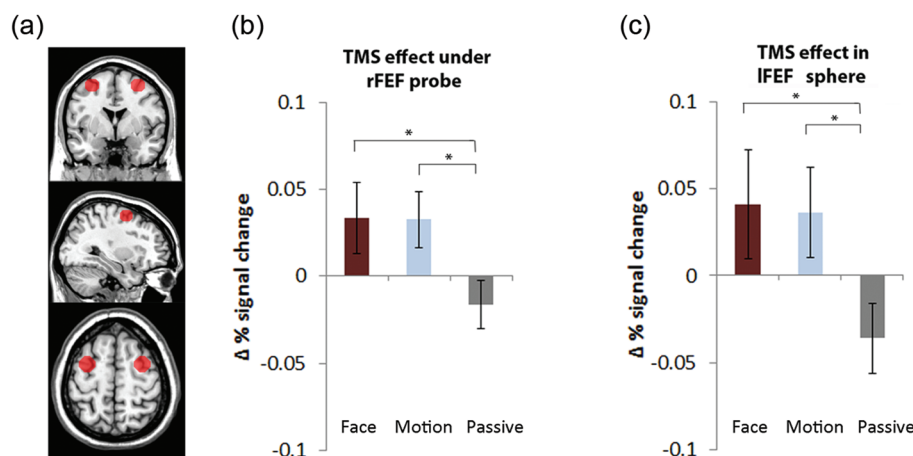 (a)
(b)
TMS effect under
rFEF probe
0.1
0.05
0
-0.05
-0.1
Δ % signal change
*
*
Face
Motion
Passive
(c)
TMS effect in
lFEF sphere
0.1
0.05
0
-0.05
-0.1
Δ % signal change
*
*
Face
Motion
Passive